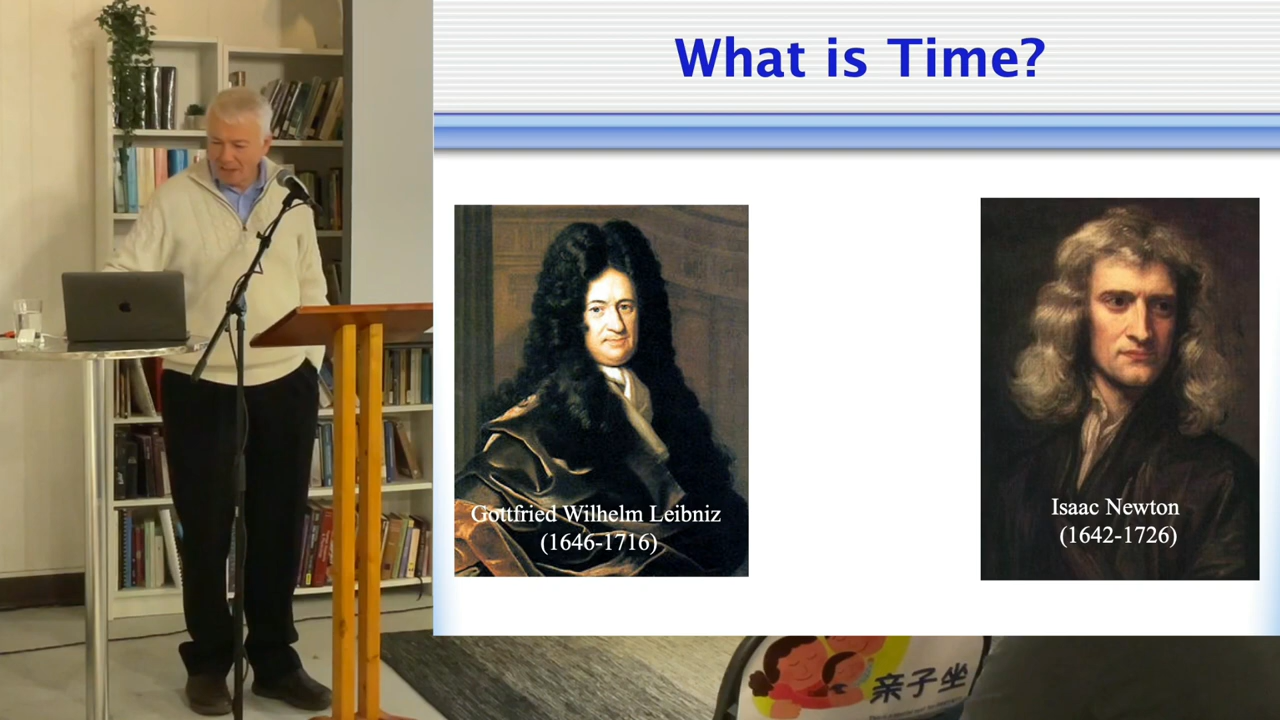 What is Time?
Gottfried Wilhelm Leibniz
(1646-1716)
Isaac Newton
(1642-1726)
亲子坐